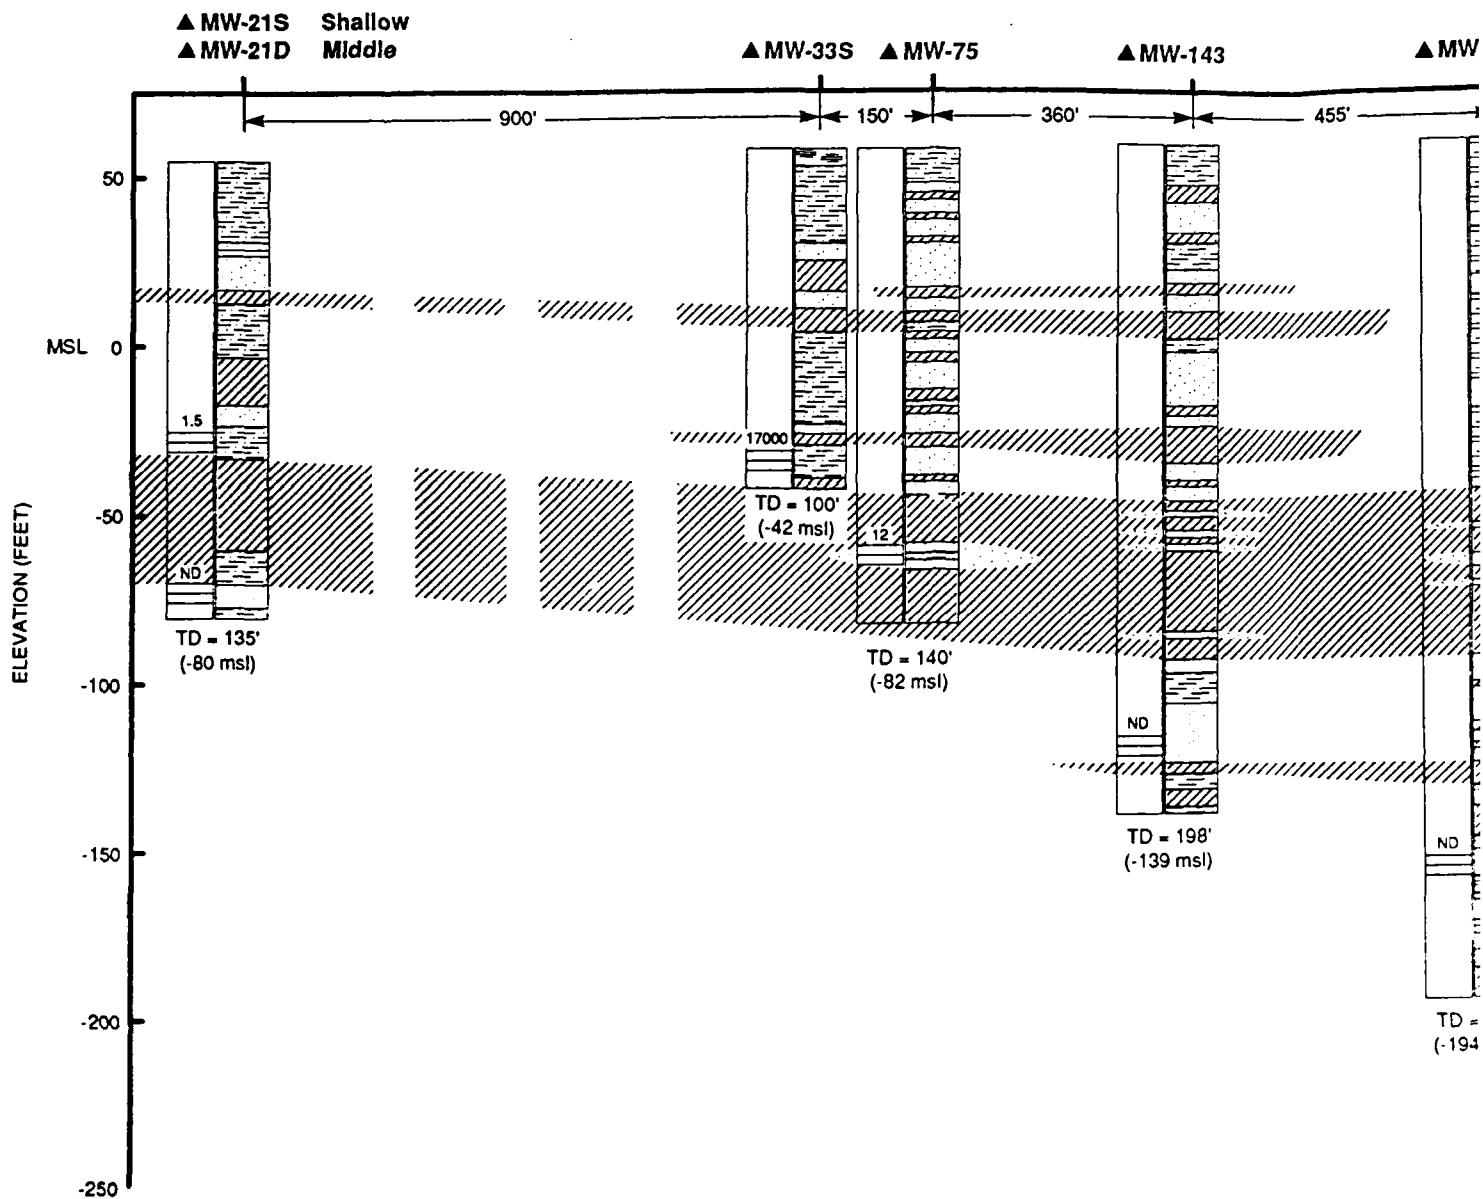 ▲ MW-21S Shallow
▲ MW-21D Middle
▲ MW-33S
▲ MW-75
▲ MW-143
▲ MW
900'
150'
360'
455'
50
MSL 0
-50
-100
-150
-200
-250
ELEVATION (FEET)
1.5
ND
TD = 135'
(-80 msl)
17000
TD = 100'
(-42 msl)
12
TD = 140'
(-82 msl)
ND
TD = 198'
(-139 msl)
ND
TD =
(-194